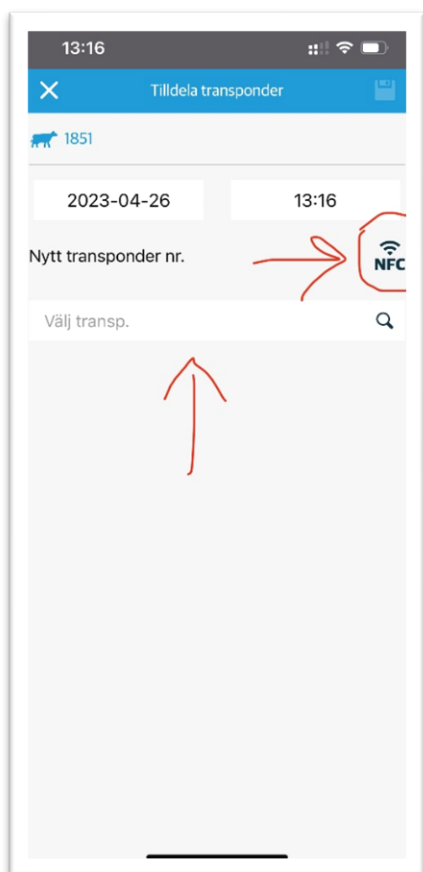 13:16
Tilldela transponder
1851
2023-04-26 13:16
Nytt transponder nr. NFC
Välj transp.